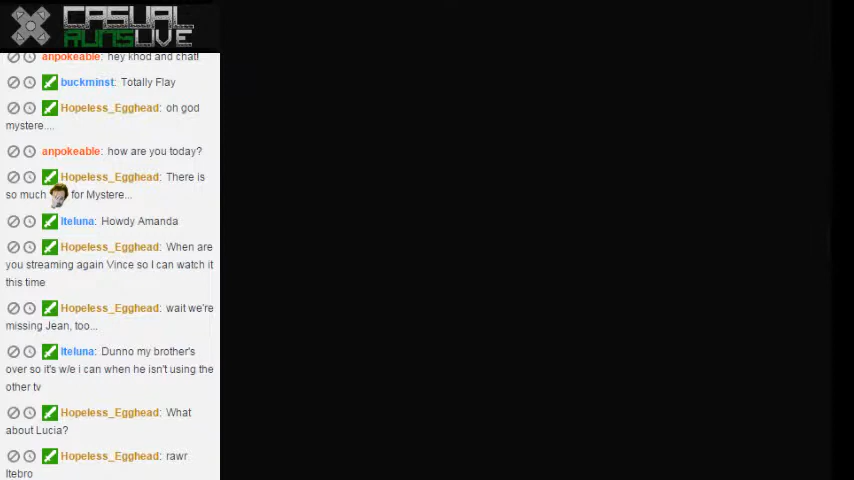 CASUAL
RUNSLIVE
anpokeable: hey khod and chat!
buckminst: Totally Flay
Hopeless_Egghead: oh god
mystere....
anpokeable: how are you today?
Hopeless_Egghead: There is
so much for Mystere...
Iteluna: Howdy Amanda
Hopeless_Egghead: When are
you streaming again Vince so I can watch it
this time
Hopeless_Egghead: wait we're
missing Jean, too...
Iteluna: Dunno my brother's
over so it's w/e i can when he isn't using the
other tv
Hopeless_Egghead: What
about Lucia?
Hopeless_Egghead: rawr
Itebro